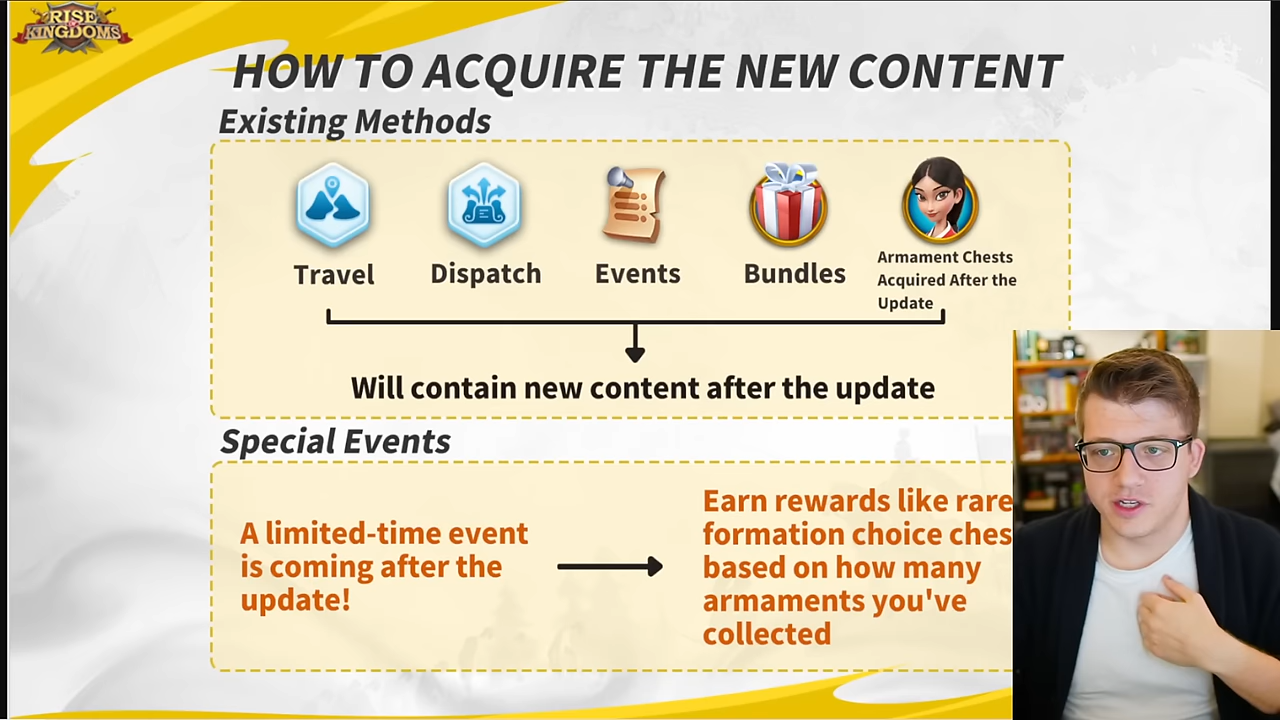 RISE
OF
KINGDOMS
HOW TO ACQUIRE THE NEW CONTENT
Existing Methods
Travel
Dispatch
Events
Bundles
Armament Chests
Acquired After the
Update
Will contain new content after the update
Special Events
A limited-time event
is coming after the
update!
Earn rewards like rare
formation choice ches
based on how many
armaments you've
collected